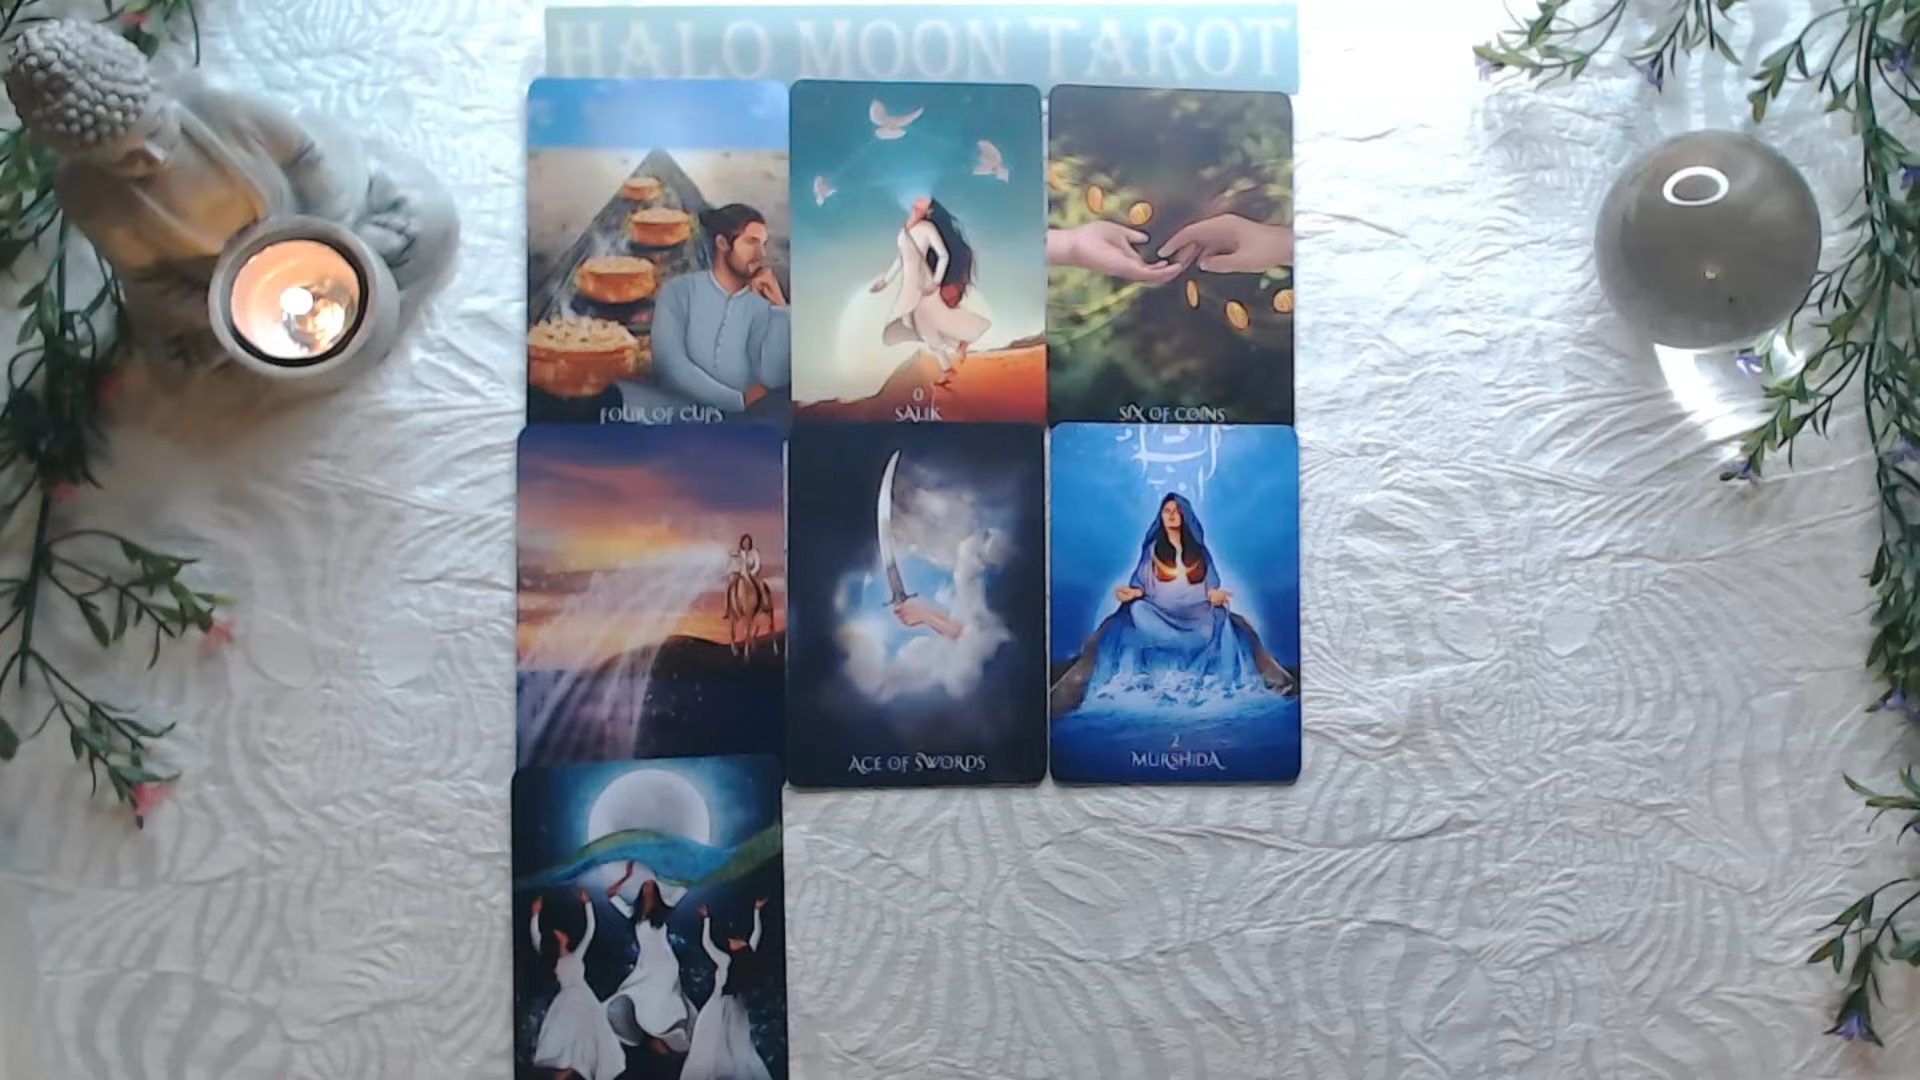 HALO MOON TAROT
FOUR OF CUPS
0
SALIK
SIX OF COINS
ACE OF SWORDS
2
MURSHIDA